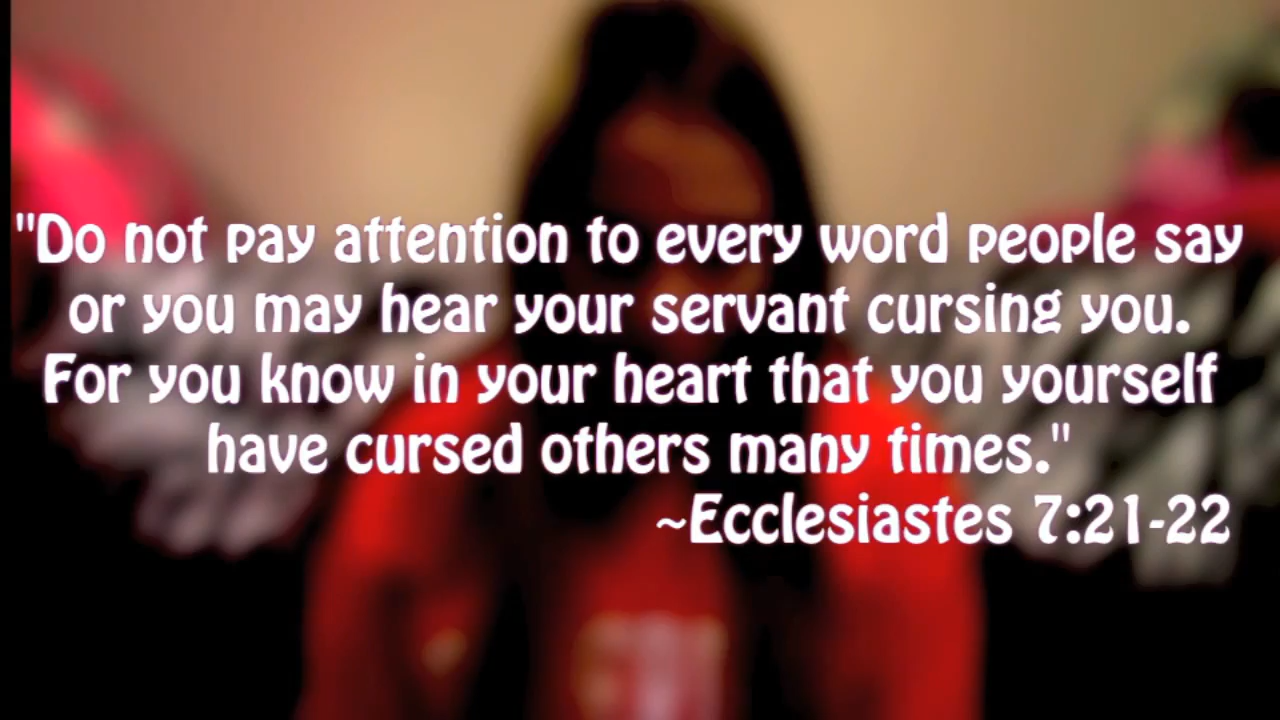 "Do not pay attention to every word people say
or you may hear your servant cursing you.
For you know in your heart that you yourself
have cursed others many times."
~Ecclesiastes 7:21-22